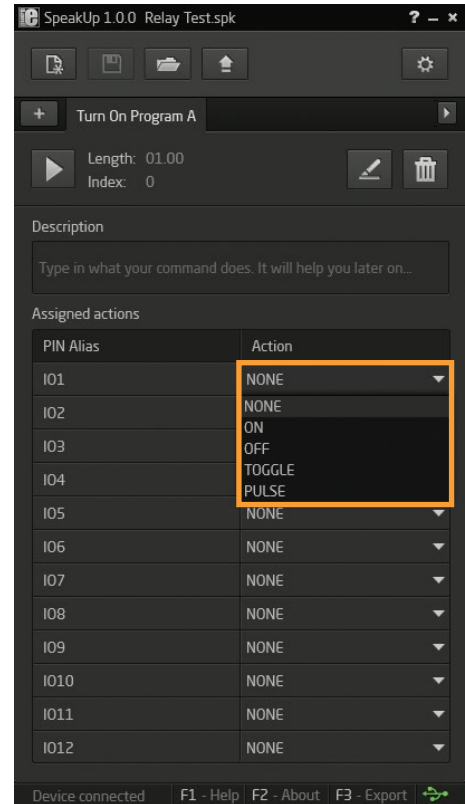 ie SpeakUp 1.0.0 Relay Test.spk ? – ×
+ Turn On Program A
Length: 01.00
Index: 0
Description
Type in what your command does. It will help you later on...
Assigned actions
PIN Alias Action
IO1 NONE
IO2 NONE
IO3 ON
OFF
IO4 TOGGLE
PULSE
IO5 NONE
IO6 NONE
IO7 NONE
IO8 NONE
IO9 NONE
IO10 NONE
IO11 NONE
IO12 NONE
Device connected F1 - Help F2 - About F3 - Export